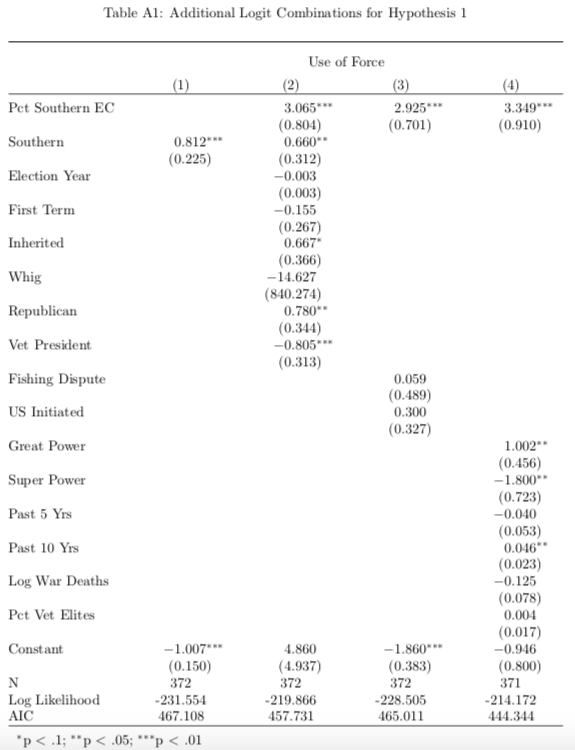 Table A1: Additional Logit Combinations for Hypothesis 1
Use of Force
(1) (2) (3) (4)
Pct Southern EC 3.065*** 2.925*** 3.349***
(0.804) (0.701) (0.910)
Southern 0.812*** 0.660**
(0.225) (0.312)
Election Year −0.003
(0.003)
First Term −0.155
(0.267)
Inherited 0.667*
(0.366)
Whig −14.627
(840.274)
Republican 0.780**
(0.344)
Vet President −0.805***
(0.313)
Fishing Dispute 0.059
(0.489)
US Initiated 0.300
(0.327)
Great Power 1.002**
(0.456)
Super Power −1.800**
(0.723)
Past 5 Yrs −0.040
(0.053)
Past 10 Yrs 0.046**
(0.023)
Log War Deaths −0.125
(0.078)
Pct Vet Elites 0.004
(0.017)
Constant −1.007*** 4.860 −1.860*** −0.946
(0.150) (4.937) (0.383) (0.800)
N 372 372 372 371
Log Likelihood -231.554 -219.866 -228.505 -214.172
AIC 467.108 457.731 465.011 444.344
*p < .1; **p < .05; ***p < .01